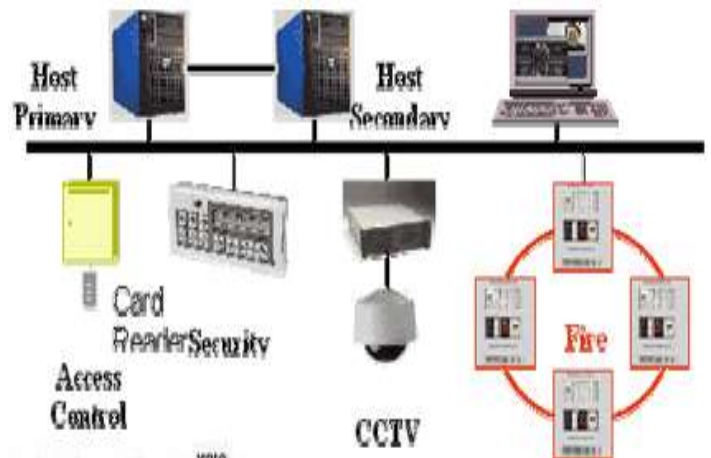 Host
Primary
Host
Secondary
Card
Reader
Security
Access
Control
CCTV
Fire